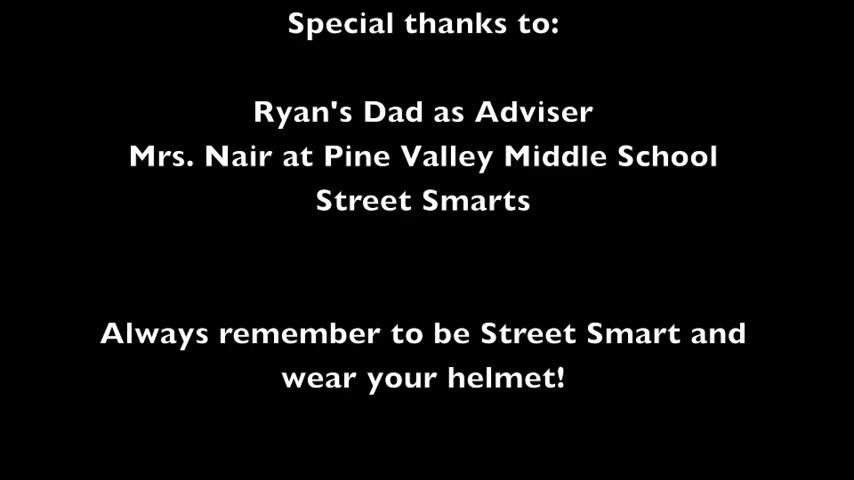 Special thanks to:
Ryan's Dad as Adviser
Mrs. Nair at Pine Valley Middle School
Street Smarts
Always remember to be Street Smart and
wear your helmet!